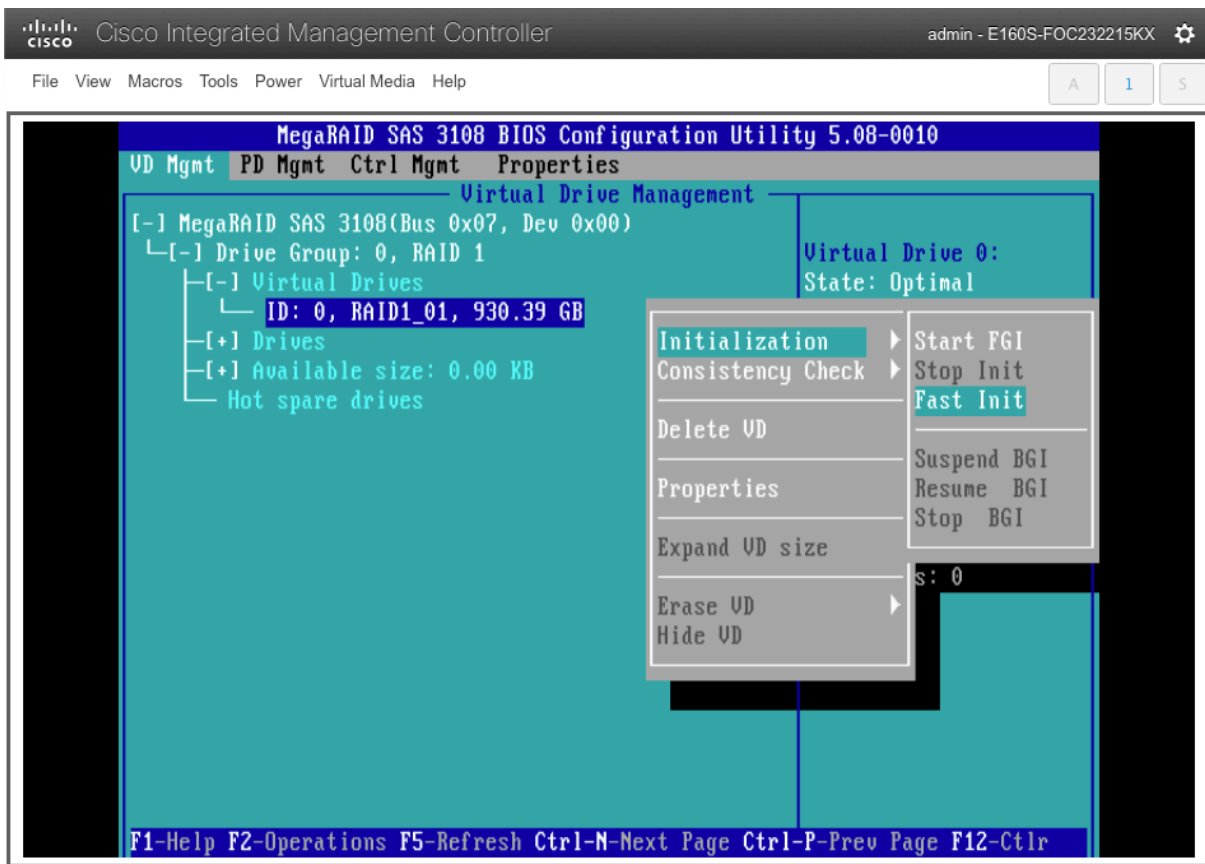 CISCO Cisco Integrated Management Controller admin - E160S-FOC232215KX
File View Macros Tools Power Virtual Media Help A 1 S
MegaRAID SAS 3108 BIOS Configuration Utility 5.08-0010
VD Mgmt PD Mgmt Ctrl Mgmt Properties
Virtual Drive Management
[-] MegaRAID SAS 3108(Bus 0x07, Dev 0x00)
[-] Drive Group: 0, RAID 1
[-] Virtual Drives
ID: 0, RAID1_01, 930.39 GB
[+] Drives
[+] Available size: 0.00 KB
Hot spare drives
Virtual Drive 0:
State: Optimal
Initialization
Consistency Check
Delete VD
Properties
Expand VD size
Erase VD
Hide VD
Start FGI
Stop Init
Fast Init
Suspend BGI
Resume BGI
Stop BGI
s: 0
F1-Help F2-Operations F5-Refresh Ctrl-N-Next Page Ctrl-P-Prev Page F12-Ctlr